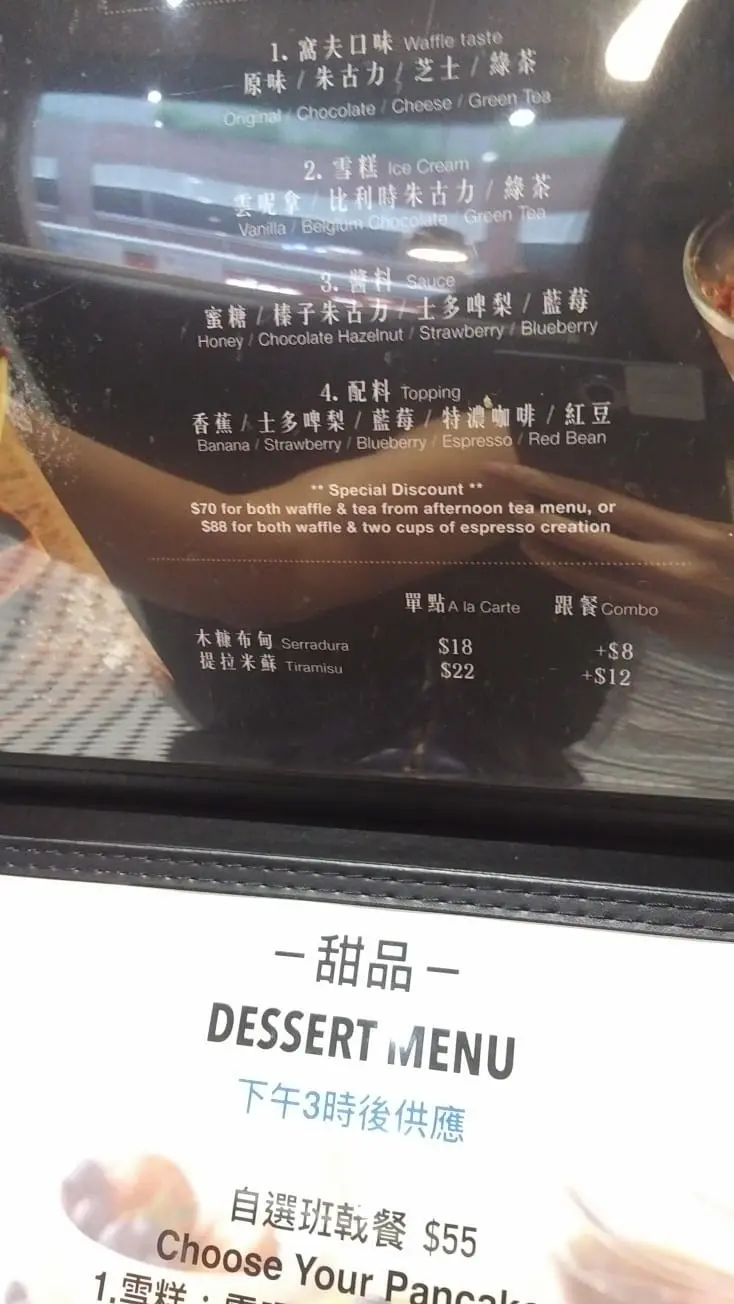 1. 窩夫口味 Waffle taste
原味 / 朱古力 / 芝士 / 綠茶
Original / Chocolate / Cheese / Green Tea
2. 雪糕 Ice Cream
雲呢拿 / 比利時朱古力 / 綠茶
Vanilla / Belgium Chocolate / Green Tea
3. 醬料 Sauce
蜜糖 / 榛子朱古力 / 士多啤梨 / 藍莓
Honey / Chocolate Hazelnut / Strawberry / Blueberry
4. 配料 Topping
香蕉 / 士多啤梨 / 藍莓 / 特濃咖啡 / 紅豆
Banana / Strawberry / Blueberry / Espresso / Red Bean
** Special Discount **
$70 for both waffle & tea from afternoon tea menu, or
$88 for both waffle & two cups of espresso creation
單點 A la Carte 跟餐 Combo
木糠布甸 Serradura $18 +$8
提拉米蘇 Tiramisu $22 +$12
－甜品－
DESSERT MENU
下午3時後供應
自選班戟餐 $55
Choose Your
1.雪糕：